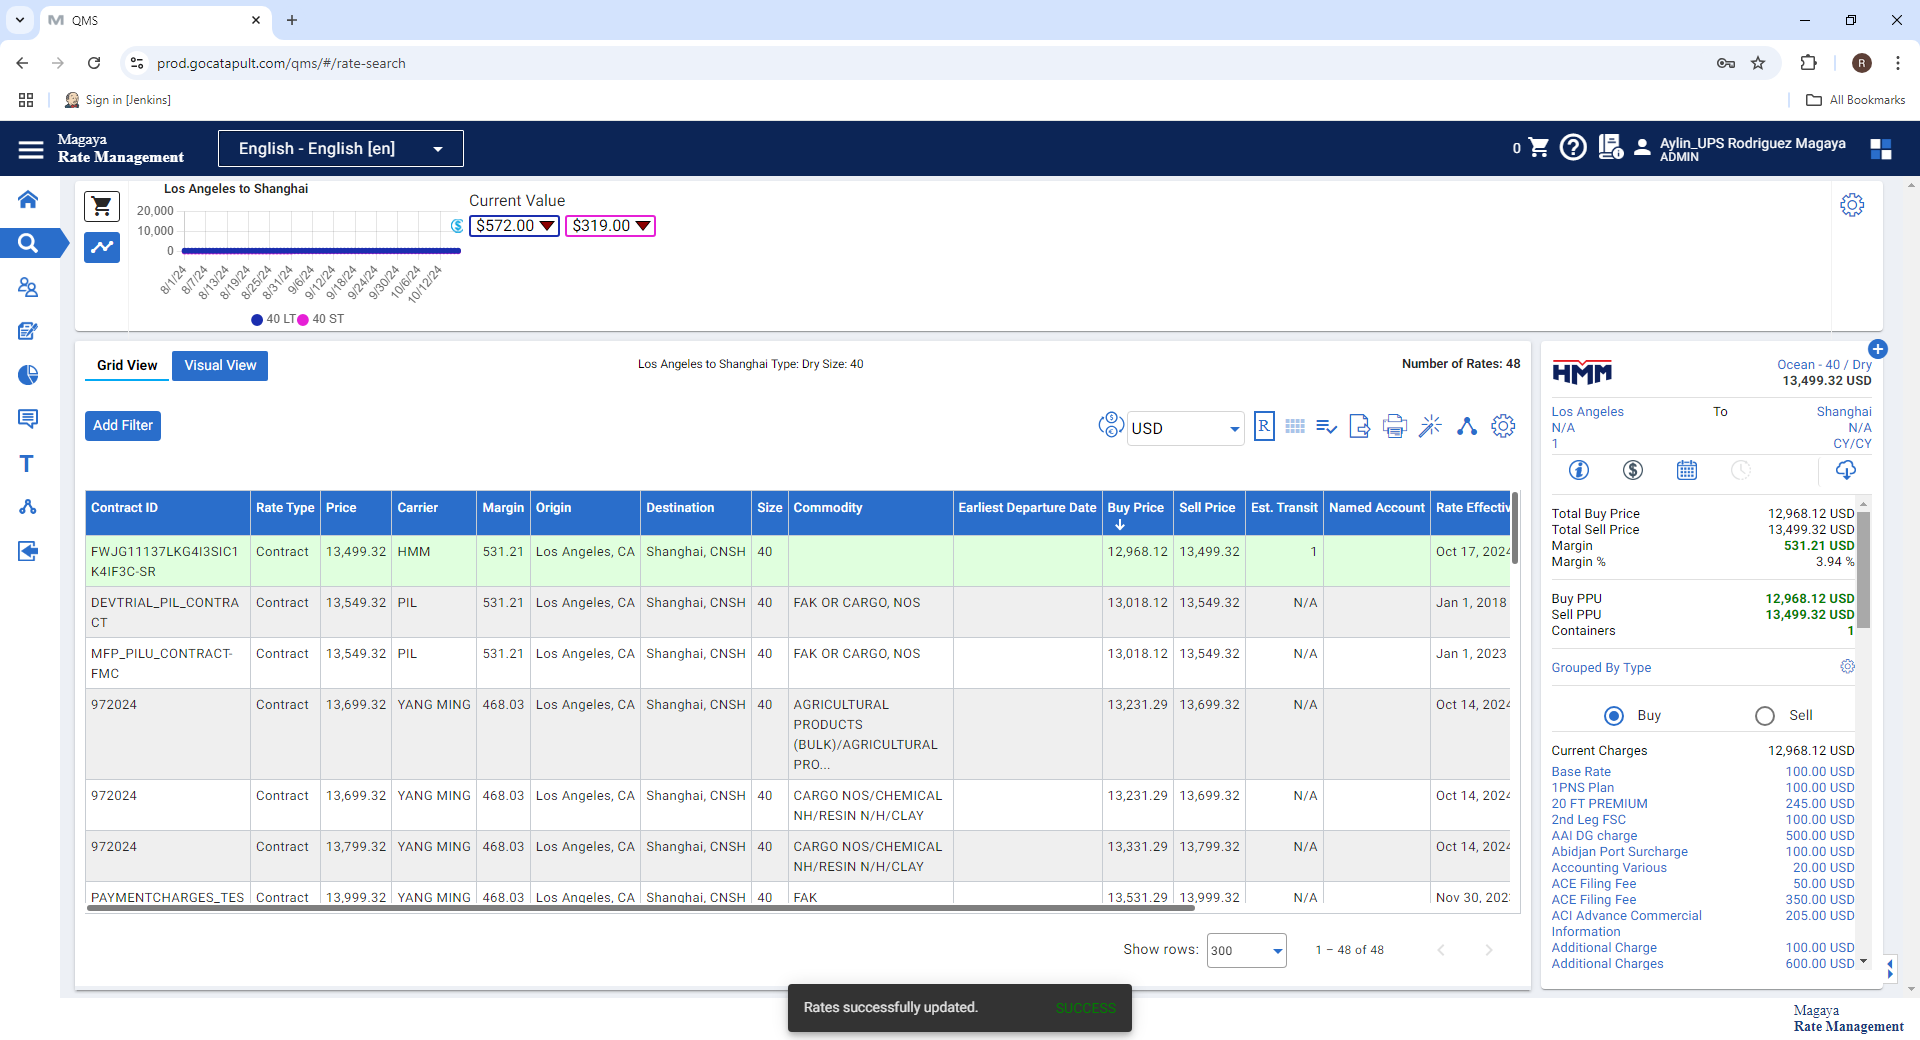 QMS
prod.gocatapult.com/qms/#/rate-search
R
Sign in [Jenkins]
All Bookmarks
Magaya
Rate Management
English - English [en]
0
Aylin_UPS Rodriguez Magaya
ADMIN
Los Angeles to Shanghai
20,000
10,000
0
8/1/24 8/7/24 8/13/24 8/19/24 8/25/24 8/31/24 9/6/24 9/12/24 9/18/24 9/24/24 9/30/24 10/6/24 10/12/24
40 LT 40 ST
Current Value
$572.00 $319.00
Grid View Visual View
Los Angeles to Shanghai Type: Dry Size: 40
Number of Rates: 48
Add Filter
USD
R
Contract ID Rate Type Price Carrier Margin Origin Destination Size Commodity Earliest Departure Date Buy Price Sell Price Est. Transit Named Account Rate Effectiv
FWJG11137LKG4I3SIC1 Contract 13,499.32 HMM 531.21 Los Angeles, CA Shanghai, CNSH 40 12,968.12 13,499.32 1 Oct 17, 2024
K4IF3C-SR
DEVTRIAL_PIL_CONTRA Contract 13,549.32 PIL 531.21 Los Angeles, CA Shanghai, CNSH 40 FAK OR CARGO, NOS 13,018.12 13,549.32 N/A Jan 1, 2018
CT
MFP_PILU_CONTRACT- Contract 13,549.32 PIL 531.21 Los Angeles, CA Shanghai, CNSH 40 FAK OR CARGO, NOS 13,018.12 13,549.32 N/A Jan 1, 2023
FMC
972024 Contract 13,699.32 YANG MING 468.03 Los Angeles, CA Shanghai, CNSH 40 AGRICULTURAL 13,231.29 13,699.32 N/A Oct 14, 2024
PRODUCTS
(BULK)/AGRICULTURAL
PRO...
972024 Contract 13,699.32 YANG MING 468.03 Los Angeles, CA Shanghai, CNSH 40 CARGO NOS/CHEMICAL 13,231.29 13,699.32 N/A Oct 14, 2024
NH/RESIN N/H/CLAY
972024 Contract 13,799.32 YANG MING 468.03 Los Angeles, CA Shanghai, CNSH 40 CARGO NOS/CHEMICAL 13,331.29 13,799.32 N/A Oct 14, 2024
NH/RESIN N/H/CLAY
PAYMENTCHARGES_TES Contract 13,999.32 YANG MING 468.03 Los Angeles, CA Shanghai, CNSH 40 FAK 13,531.29 13,999.32 N/A Nov 30, 202
Show rows: 300 1 – 48 of 48
HMM
Ocean - 40 / Dry
13,499.32 USD
Los Angeles To Shanghai
N/A N/A
1 CY/CY
Total Buy Price 12,968.12 USD
Total Sell Price 13,499.32 USD
Margin 531.21 USD
Margin % 3.94 %
Buy PPU 12,968.12 USD
Sell PPU 13,499.32 USD
Containers 1
Grouped By Type
Buy Sell
Current Charges 12,968.12 USD
Base Rate 100.00 USD
1PNS Plan 100.00 USD
20 FT PREMIUM 245.00 USD
2nd Leg FSC 100.00 USD
AAI DG charge 500.00 USD
Abidjan Port Surcharge 100.00 USD
Accounting Various 20.00 USD
ACE Filing Fee 50.00 USD
ACE Filing Fee 350.00 USD
ACI Advance Commercial 205.00 USD
Information
Additional Charge 100.00 USD
Additional Charges 600.00 USD
Rates successfully updated. SUCCESS
Magaya
Rate Management